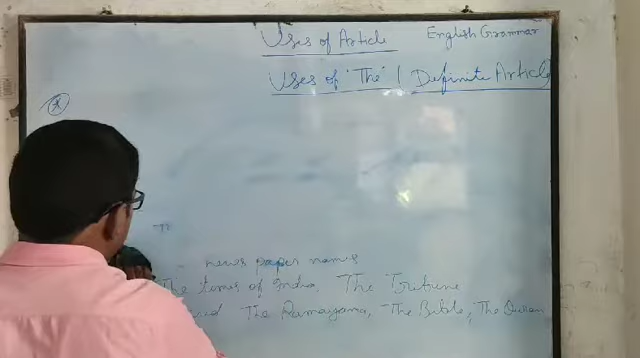 Uses of Article English Grammar
Uses of 'The' ( Definite Article
*
- news paper names
The times of India, The Tribune
The Ramayana, The Bible, The Quran